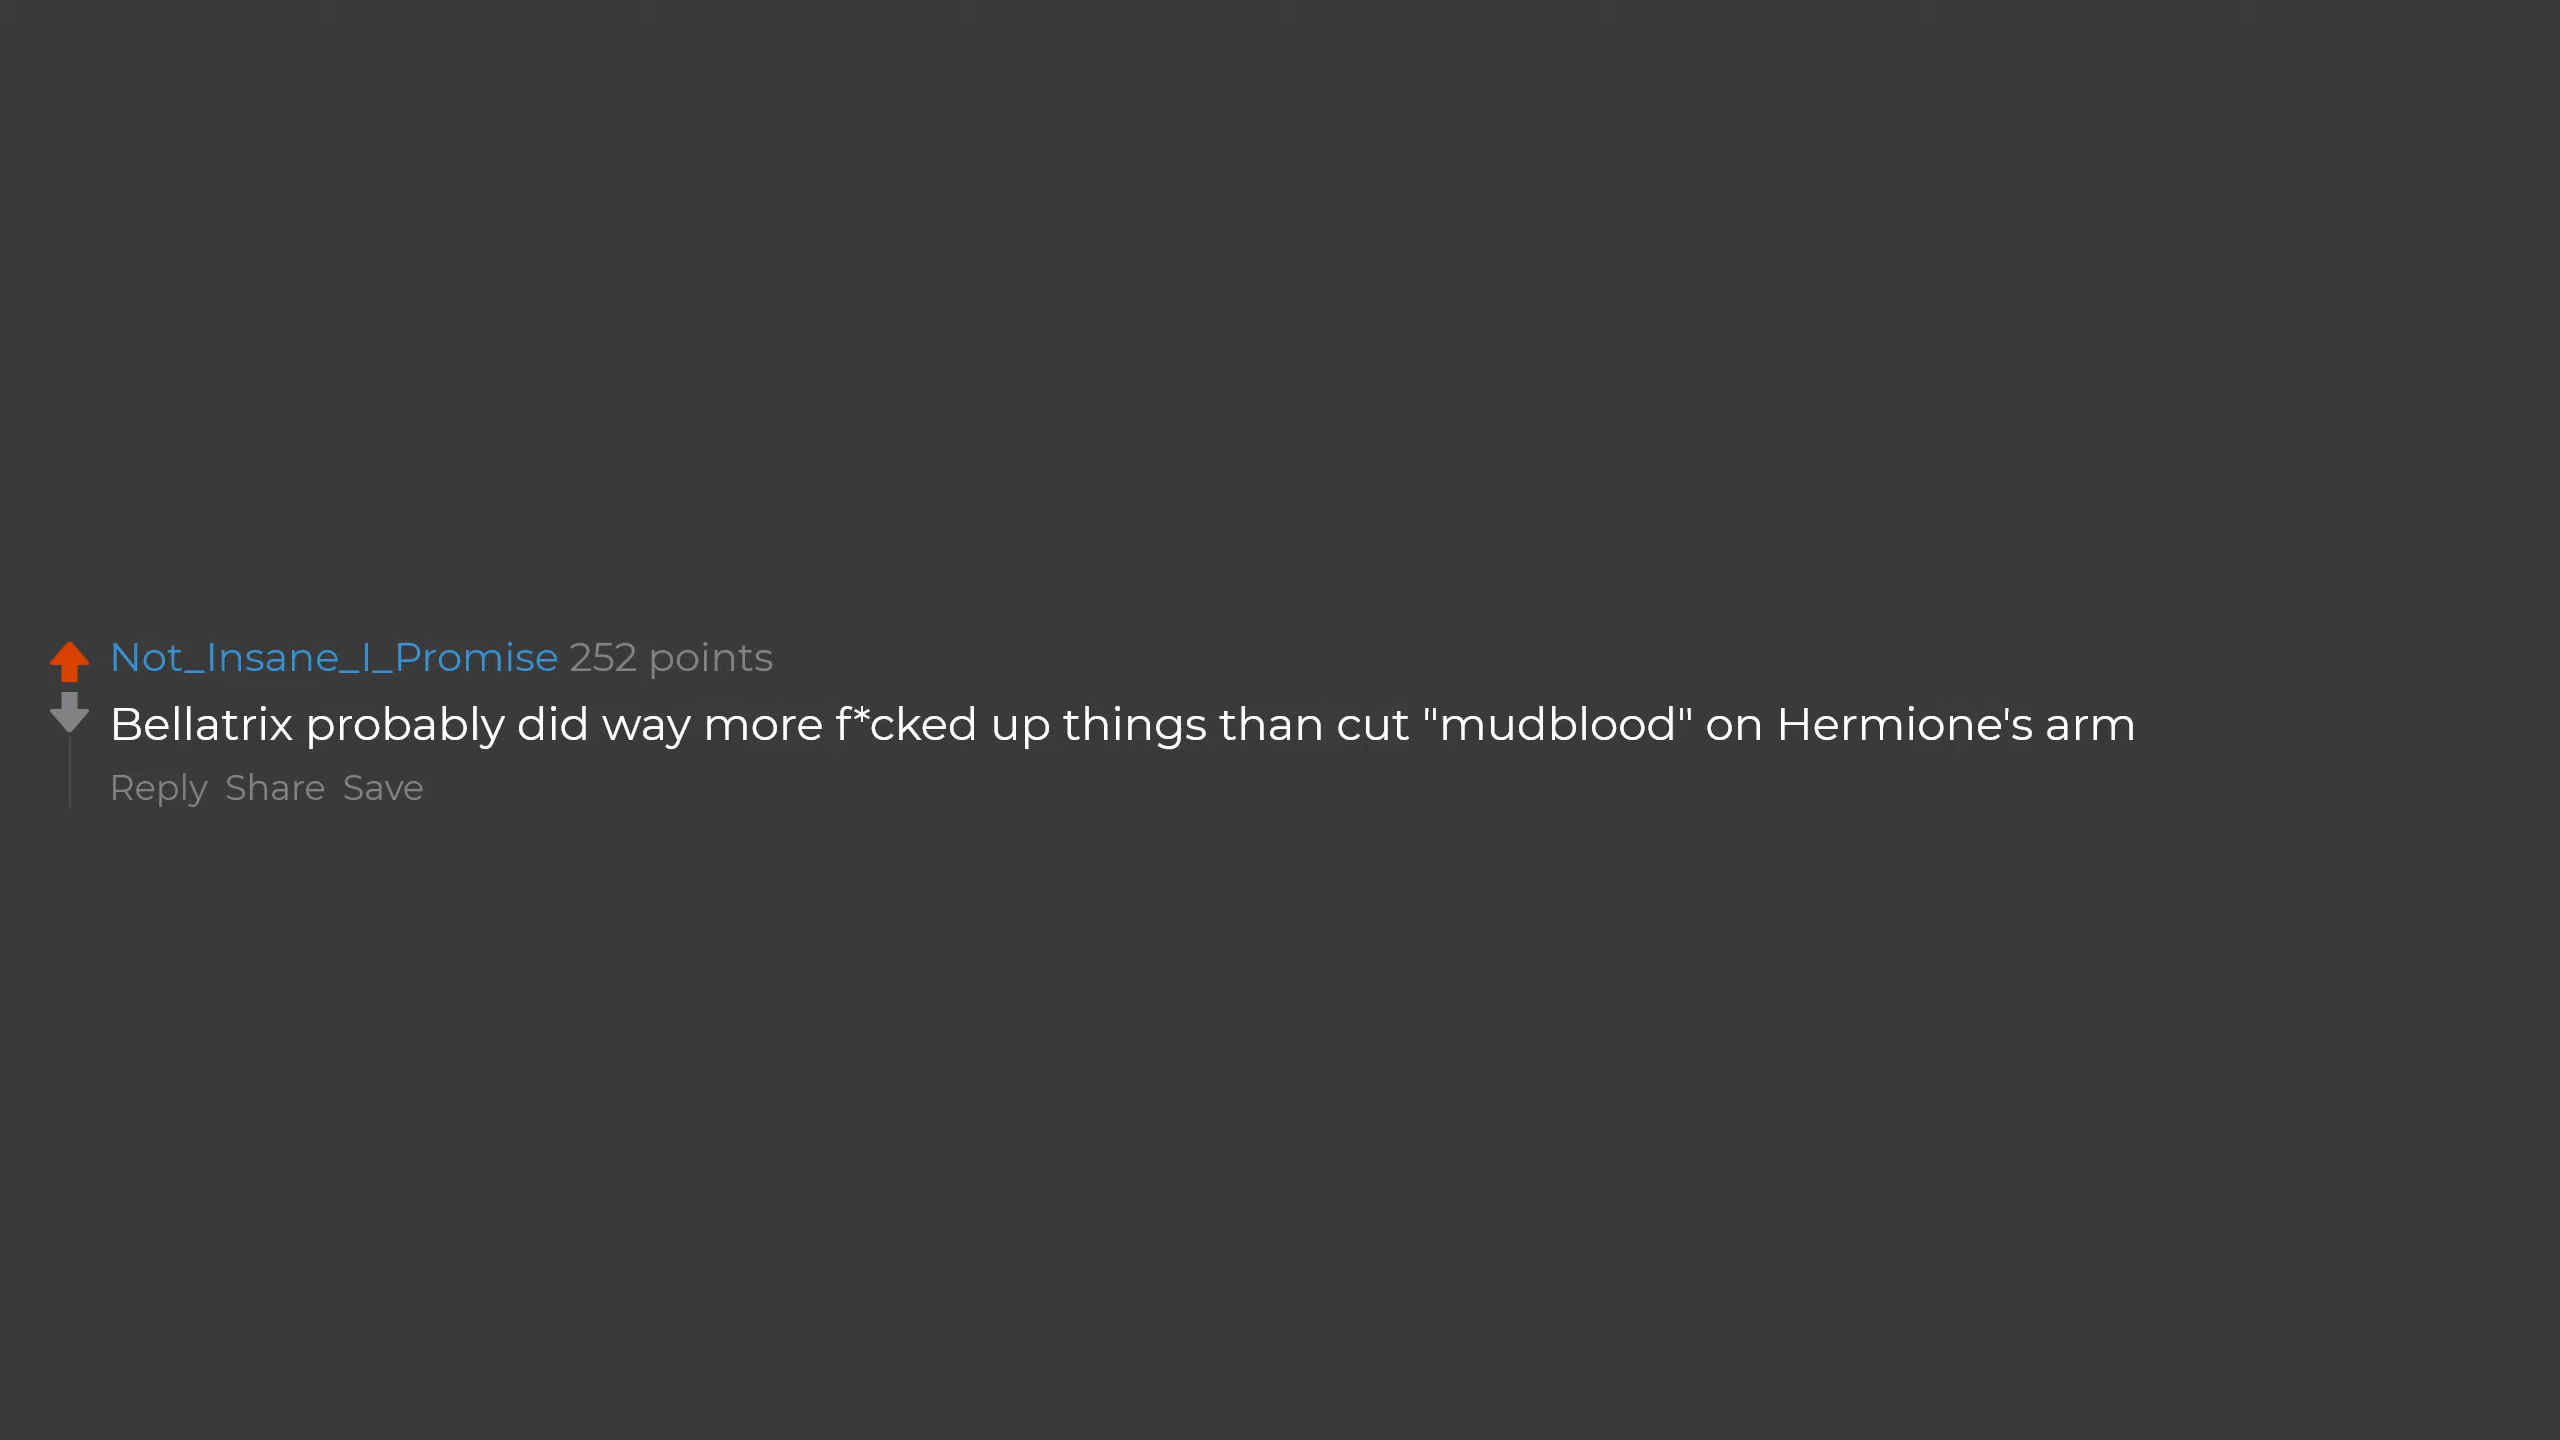 Not_Insane_I_Promise 252 points
Bellatrix probably did way more f*cked up things than cut "mudblood" on Hermione's arm
Reply Share Save